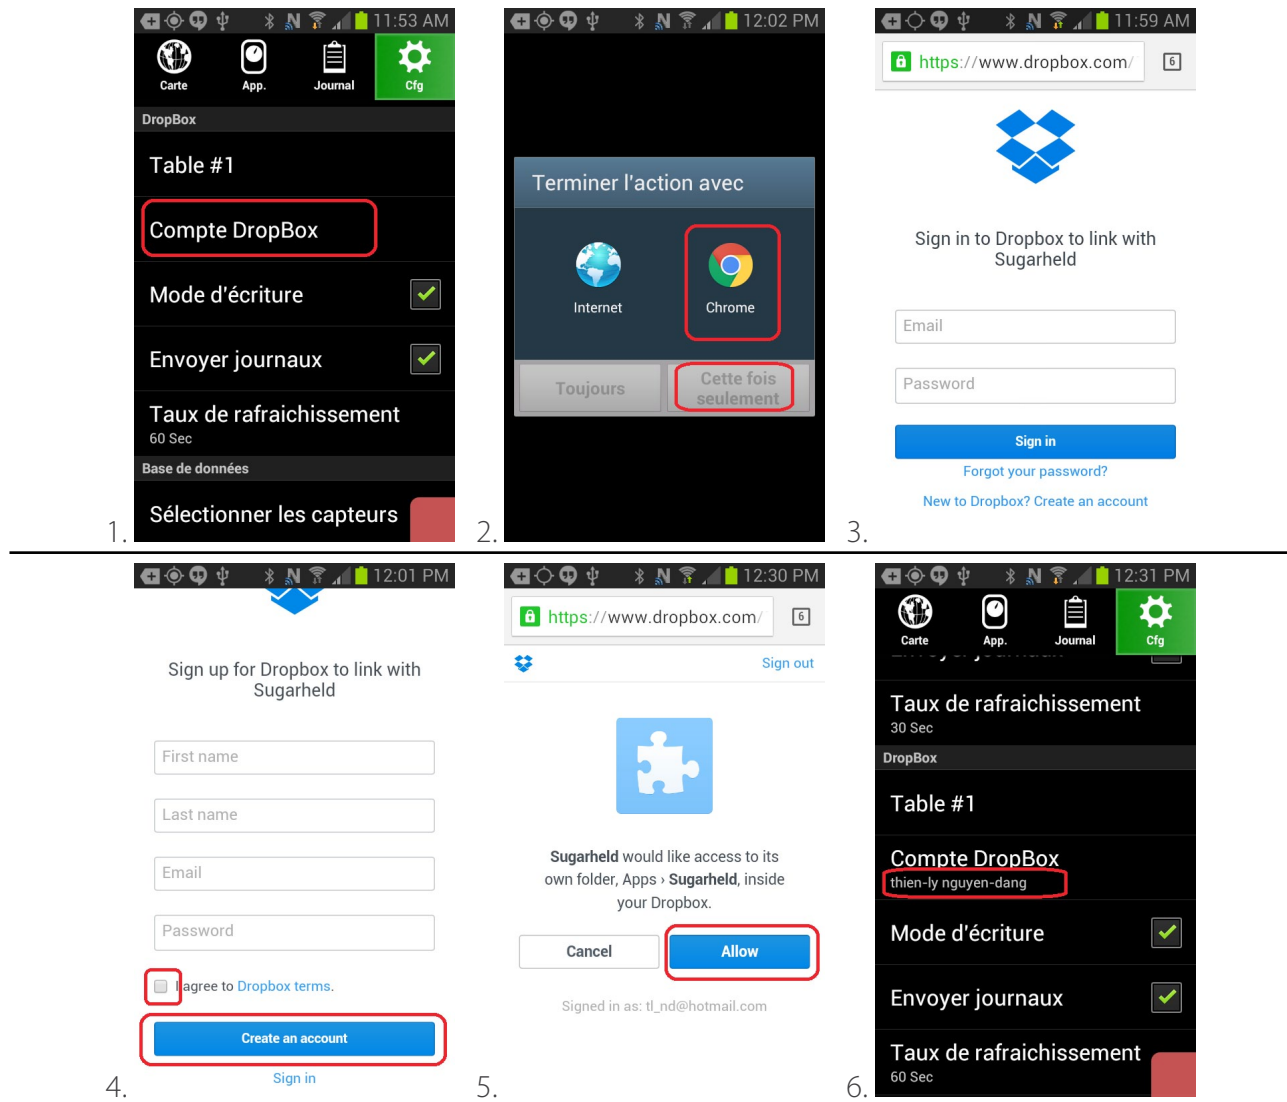 11:53 AM
Carte App. Journal Cfg
DropBox
Table #1
Compte DropBox
Mode d'écriture
Envoyer journaux
Taux de rafraichissement
60 Sec
Base de données
Sélectionner les capteurs
1.
12:02 PM
Terminer l'action avec
Internet Chrome
Toujours
Cette fois
seulement
2.
11:59 AM
https://www.dropbox.com/ 6
Sign in to Dropbox to link with
Sugarheld
Email
Password
Sign in
Forgot your password?
New to Dropbox? Create an account
3.
12:01 PM
Sign up for Dropbox to link with
Sugarheld
First name
Last name
Email
Password
I agree to Dropbox terms.
Create an account
Sign in
4.
12:30 PM
https://www.dropbox.com/ 6
Sign out
Sugarheld would like access to its
own folder, Apps › Sugarheld, inside
your Dropbox.
Cancel Allow
Signed in as: tl_nd@hotmail.com
5.
12:31 PM
Carte App. Journal Cfg
Taux de rafraichissement
30 Sec
DropBox
Table #1
Compte DropBox
thien-ly nguyen-dang
Mode d'écriture
Envoyer journaux
Taux de rafraichissement
60 Sec
6.